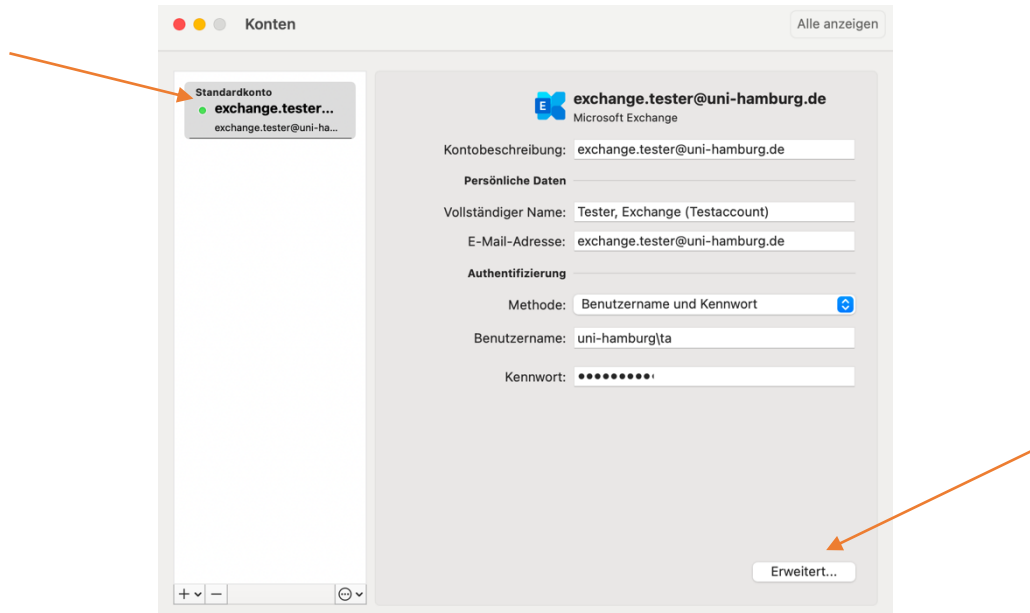 Konten
Alle anzeigen
Standardkonto
exchange.tester...
exchange.tester@uni-ha...
E
exchange.tester@uni-hamburg.de
Microsoft Exchange
Kontobeschreibung: exchange.tester@uni-hamburg.de
Persönliche Daten
Vollständiger Name: Tester, Exchange (Testaccount)
E-Mail-Adresse: exchange.tester@uni-hamburg.de
Authentifizierung
Methode: Benutzername und Kennwort
Benutzername: uni-hamburg\ta
Kennwort: ●●●●●●●●●
Erweitert...